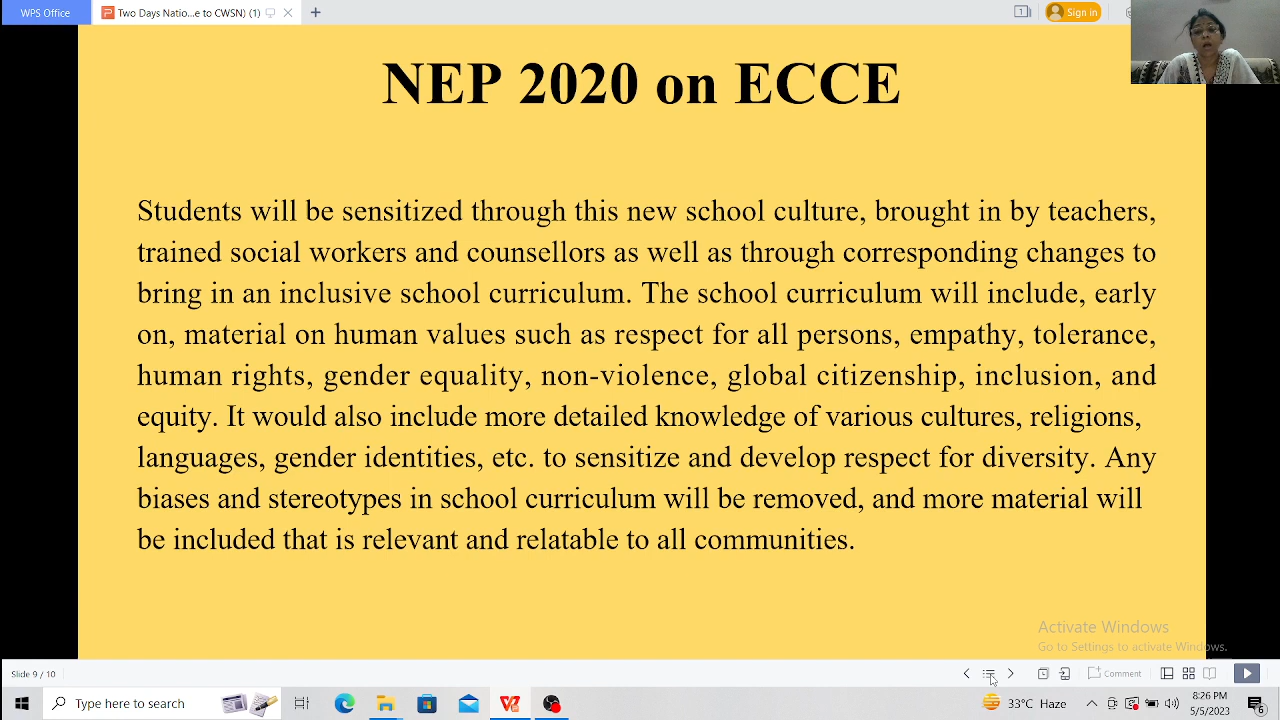 WPS Office
Two Days Natio...e to CWSN) (1)
Sign in
NEP 2020 on ECCE
Students will be sensitized through this new school culture, brought in by teachers,
trained social workers and counsellors as well as through corresponding changes to
bring in an inclusive school curriculum. The school curriculum will include, early
on, material on human values such as respect for all persons, empathy, tolerance,
human rights, gender equality, non-violence, global citizenship, inclusion, and
equity. It would also include more detailed knowledge of various cultures, religions,
languages, gender identities, etc. to sensitize and develop respect for diversity. Any
biases and stereotypes in school curriculum will be removed, and more material will
be included that is relevant and relatable to all communities.
Activate Windows
Go to Settings to activate Windows.
Slide 9 / 10
Comment
Type here to search
33°C Haze
8:26 PM
5/5/2023
6